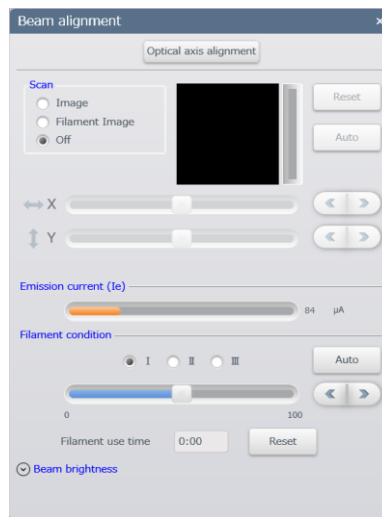 Beam alignment ×
Optical axis alignment
Scan
Image
Filament Image
Off
Reset
Auto
X
Y
Emission current (Ie)
84 μA
Filament condition
I II III
Auto
0 100
Filament use time 0:00 Reset
Beam brightness